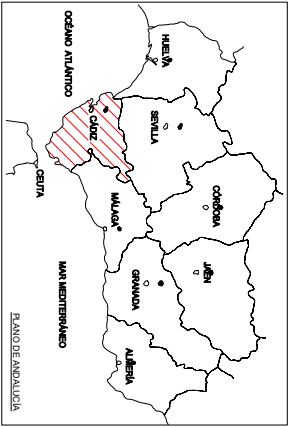 HUELVA
SEVILLA
CÓRDOBA
JAÉN
OCÉANO ATLÁNTICO
CÁDIZ
MÁLAGA
GRANADA
ALMERÍA
CEUTA
MAR MEDITERRÁNEO
PLANO DE ANDALUCÍA